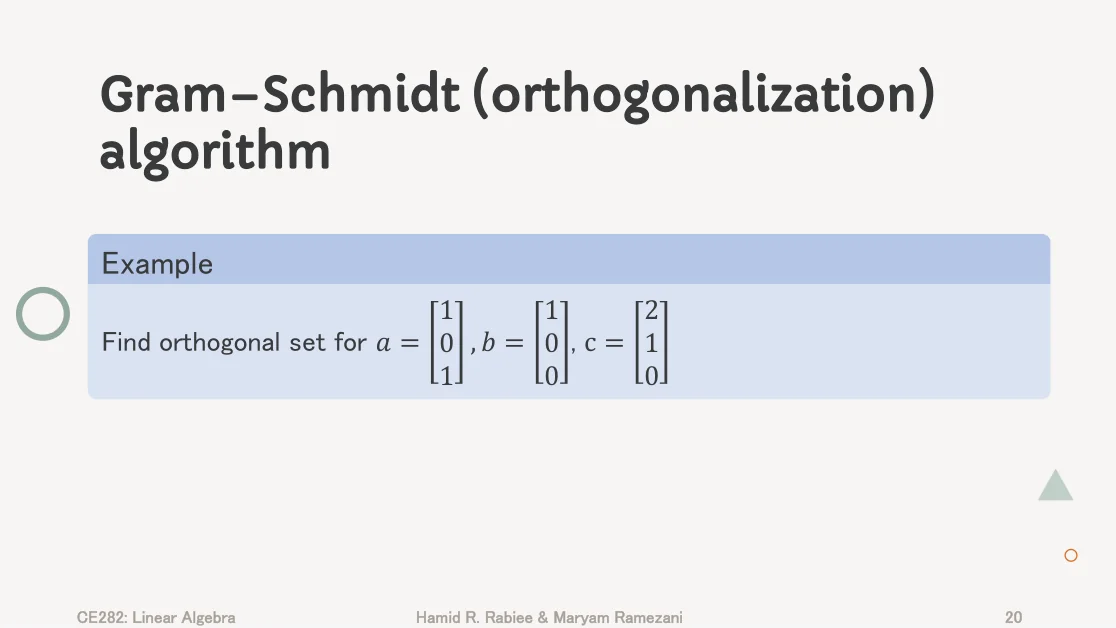 Gram–Schmidt (orthogonalization)
algorithm
Example
Find orthogonal set for a = [1 0 1], b = [1 0 0], c = [2 1 0]
CE282: Linear Algebra
Hamid R. Rabiee & Maryam Ramezani
20